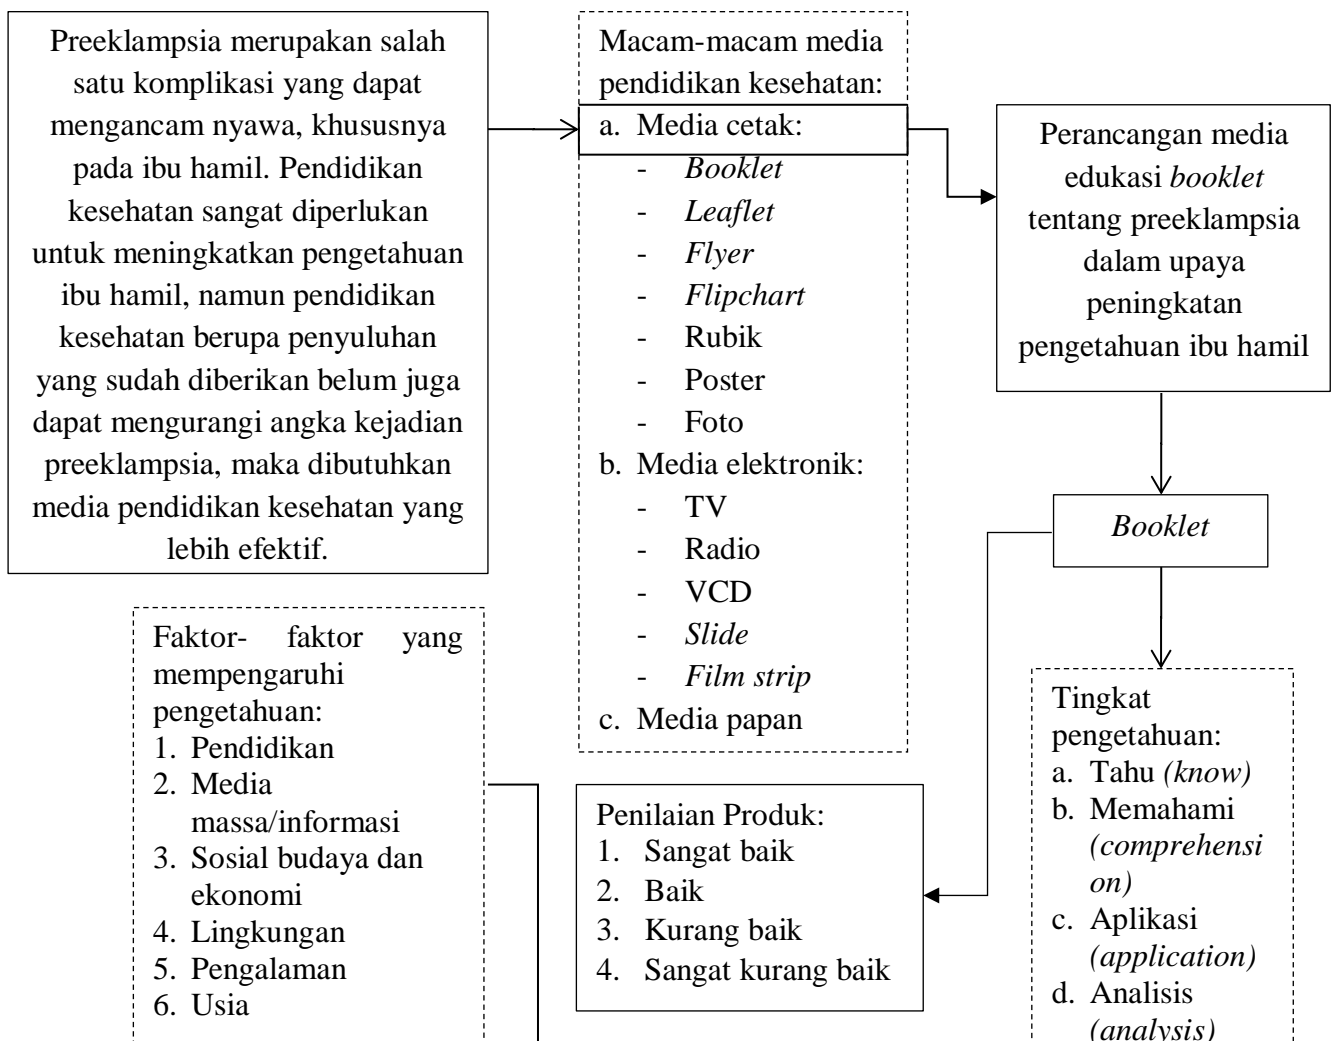 Preeklampsia merupakan salah
satu komplikasi yang dapat
mengancam nyawa, khususnya
pada ibu hamil. Pendidikan
kesehatan sangat diperlukan
untuk meningkatkan pengetahuan
ibu hamil, namun pendidikan
kesehatan berupa penyuluhan
yang sudah diberikan belum juga
dapat mengurangi angka kejadian
preeklampsia, maka dibutuhkan
media pendidikan kesehatan yang
lebih efektif.
Macam-macam media
pendidikan kesehatan:
a. Media cetak:
- Booklet
- Leaflet
- Flyer
- Flipchart
- Rubik
- Poster
- Foto
b. Media elektronik:
- TV
- Radio
- VCD
- Slide
- Film strip
c. Media papan
Perancangan media
edukasi booklet
tentang preeklampsia
dalam upaya
peningkatan
pengetahuan ibu hamil
Booklet
Faktor- faktor yang
mempengaruhi
pengetahuan:
1. Pendidikan
2. Media
massa/informasi
3. Sosial budaya dan
ekonomi
4. Lingkungan
5. Pengalaman
6. Usia
Penilaian Produk:
1. Sangat baik
2. Baik
3. Kurang baik
4. Sangat kurang baik
Tingkat
pengetahuan:
a. Tahu (know)
b. Memahami
(comprehensi
on)
c. Aplikasi
(application)
d. Analisis
(analysis)